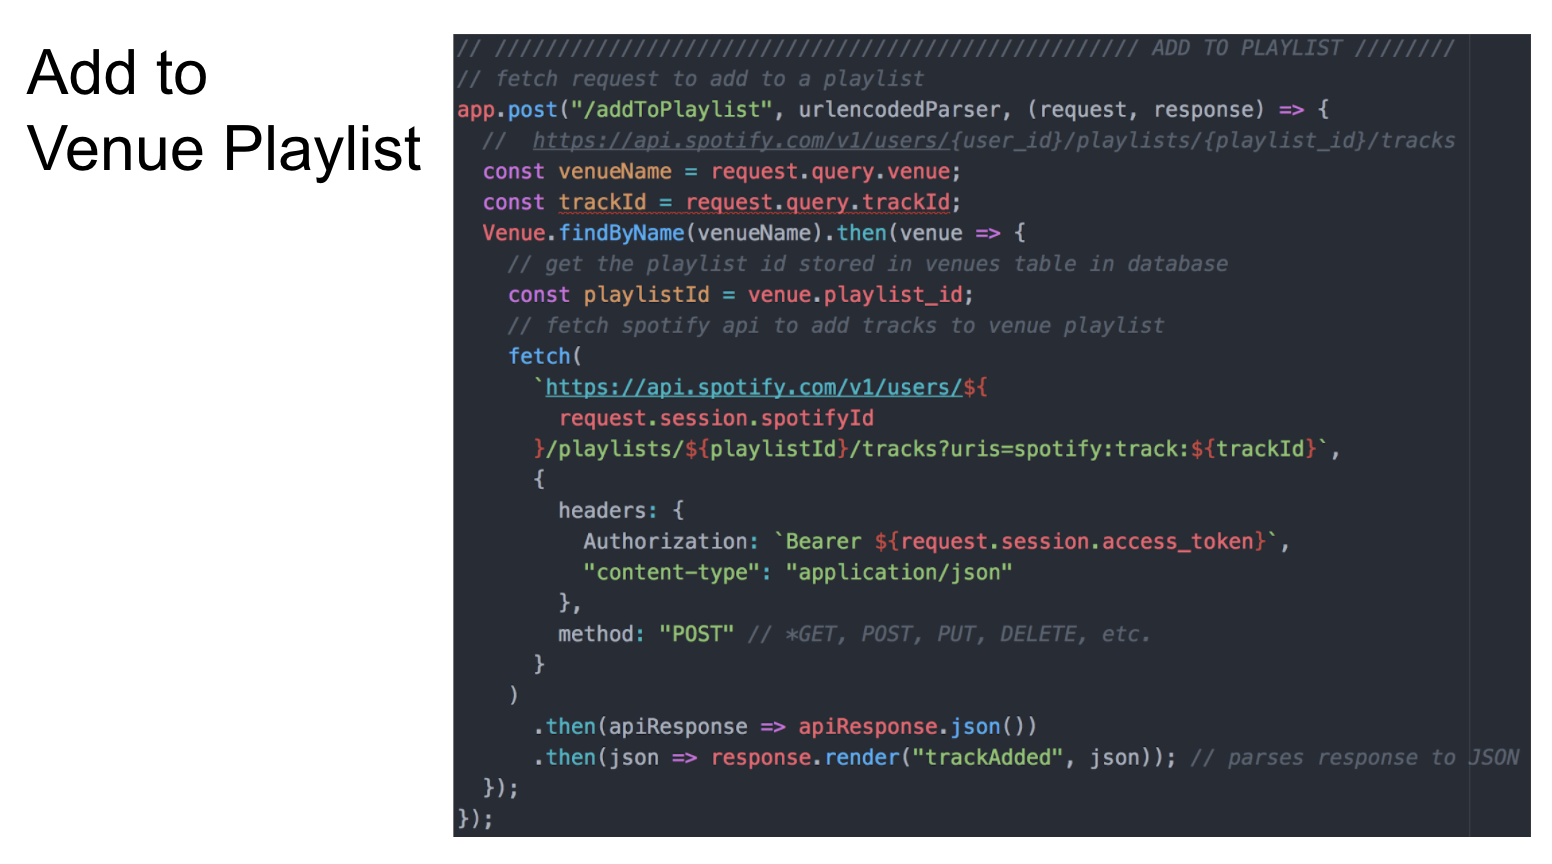 Add to
Venue Playlist
// /////////////////////////////////////////////////// ADD TO PLAYLIST ////////
// fetch request to add to a playlist
app.post("/addToPlaylist", urlencodedParser, (request, response) => {
  //  https://api.spotify.com/v1/users/{user_id}/playlists/{playlist_id}/tracks
  const venueName = request.query.venue;
  const trackId = request.query.trackId;
  Venue.findByName(venueName).then(venue => {
    // get the playlist id stored in venues table in database
    const playlistId = venue.playlist_id;
    // fetch spotify api to add tracks to venue playlist
    fetch(
      `https://api.spotify.com/v1/users/${
        request.session.spotifyId
      }/playlists/${playlistId}/tracks?uris=spotify:track:${trackId}`,
      {
        headers: {
          Authorization: `Bearer ${request.session.access_token}`,
          "content-type": "application/json"
        },
        method: "POST" // *GET, POST, PUT, DELETE, etc.
      }
    )
      .then(apiResponse => apiResponse.json())
      .then(json => response.render("trackAdded", json)); // parses response to JSON
  });
});